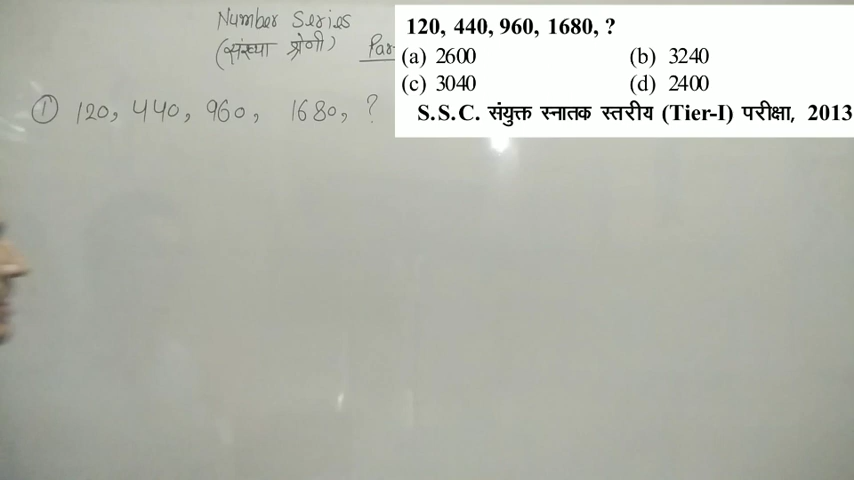 Number Series
(संख्या श्रेणी)
① 120, 440, 960, 1680, ?
120, 440, 960, 1680, ?
(a) 2600 (b) 3240
(c) 3040 (d) 2400
S.S.C. संयुक्त स्नातक स्तरीय (Tier-I) परीक्षा, 2013